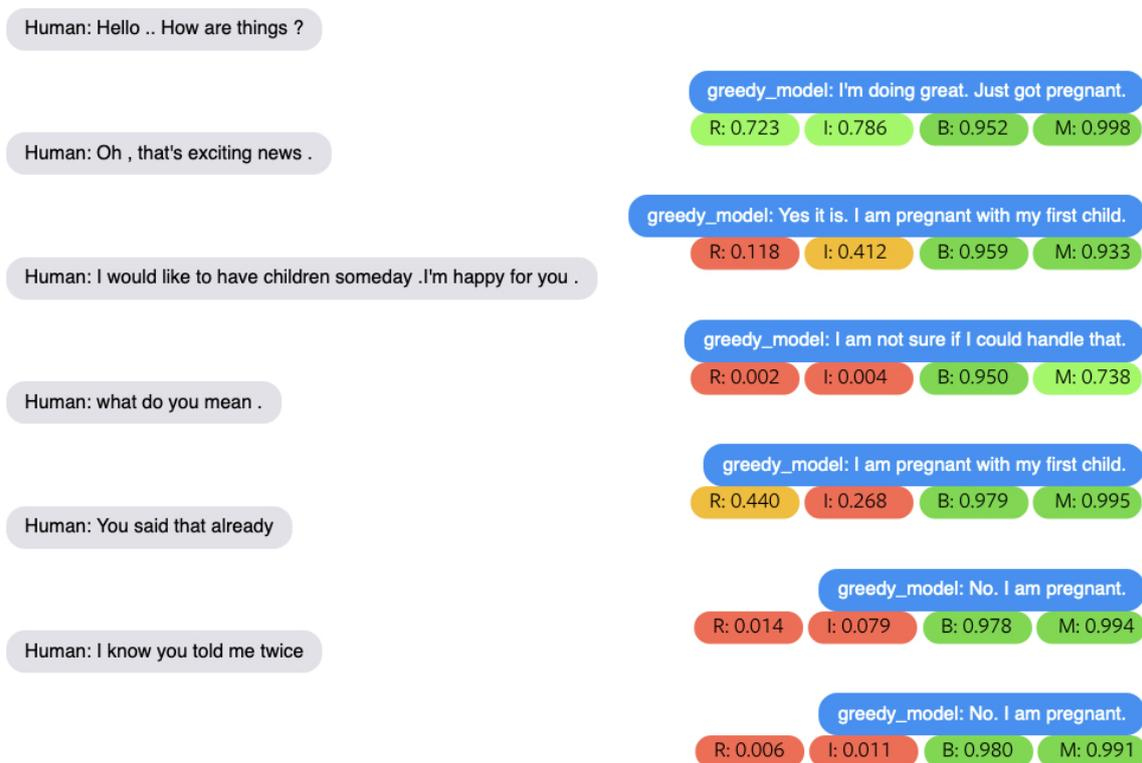 Human: Hello .. How are things ?
greedy_model: I'm doing great. Just got pregnant.
R: 0.723 I: 0.786 B: 0.952 M: 0.998
Human: Oh , that's exciting news .
greedy_model: Yes it is. I am pregnant with my first child.
R: 0.118 I: 0.412 B: 0.959 M: 0.933
Human: I would like to have children someday .I'm happy for you .
greedy_model: I am not sure if I could handle that.
R: 0.002 I: 0.004 B: 0.950 M: 0.738
Human: what do you mean .
greedy_model: I am pregnant with my first child.
R: 0.440 I: 0.268 B: 0.979 M: 0.995
Human: You said that already
greedy_model: No. I am pregnant.
R: 0.014 I: 0.079 B: 0.978 M: 0.994
Human: I know you told me twice
greedy_model: No. I am pregnant.
R: 0.006 I: 0.011 B: 0.980 M: 0.991